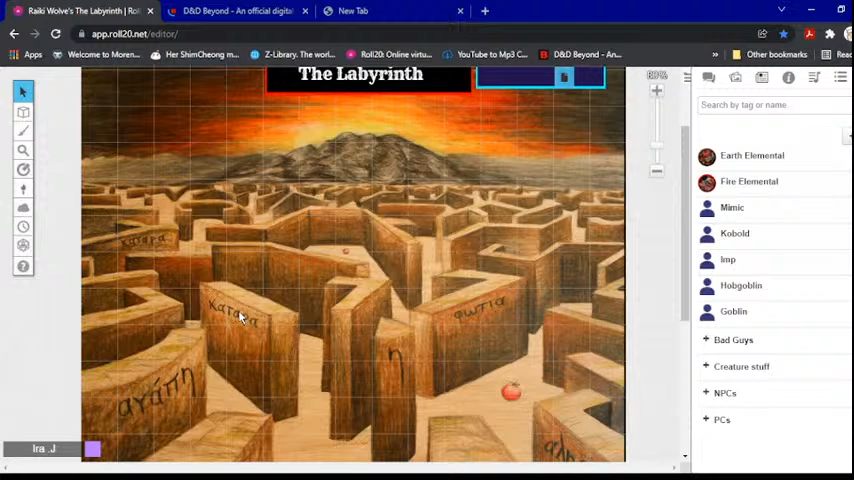 Raiki Wolve's The Labyrinth | Roll
D&D Beyond - An official digital
New Tab
app.roll20.net/editor/
Apps
Welcome to Moren...
Her ShimCheong m...
Z-Library. The worl...
Roll20: Online virtu...
YouTube to Mp3 C...
D&D Beyond - An...
»
Other bookmarks
The Labyrinth
80%
Search by tag or name..
Earth Elemental
Fire Elemental
Mimic
Kobold
Imp
Hobgoblin
Goblin
Bad Guys
Creature stuff
NPCs
PCs
κατάρα
φωτιά
η
αγάπη
Ira .J